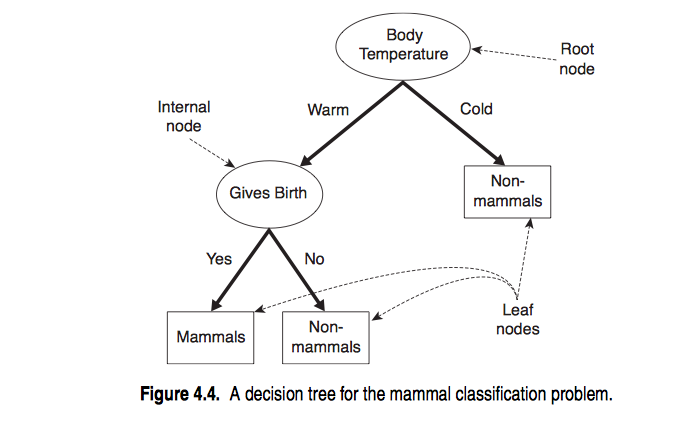 Body
Temperature
Root
node
Internal
node
Warm
Cold
Gives Birth
Non-
mammals
Yes
No
Leaf
nodes
Mammals
Non-
mammals
Figure 4.4. A decision tree for the mammal classification problem.